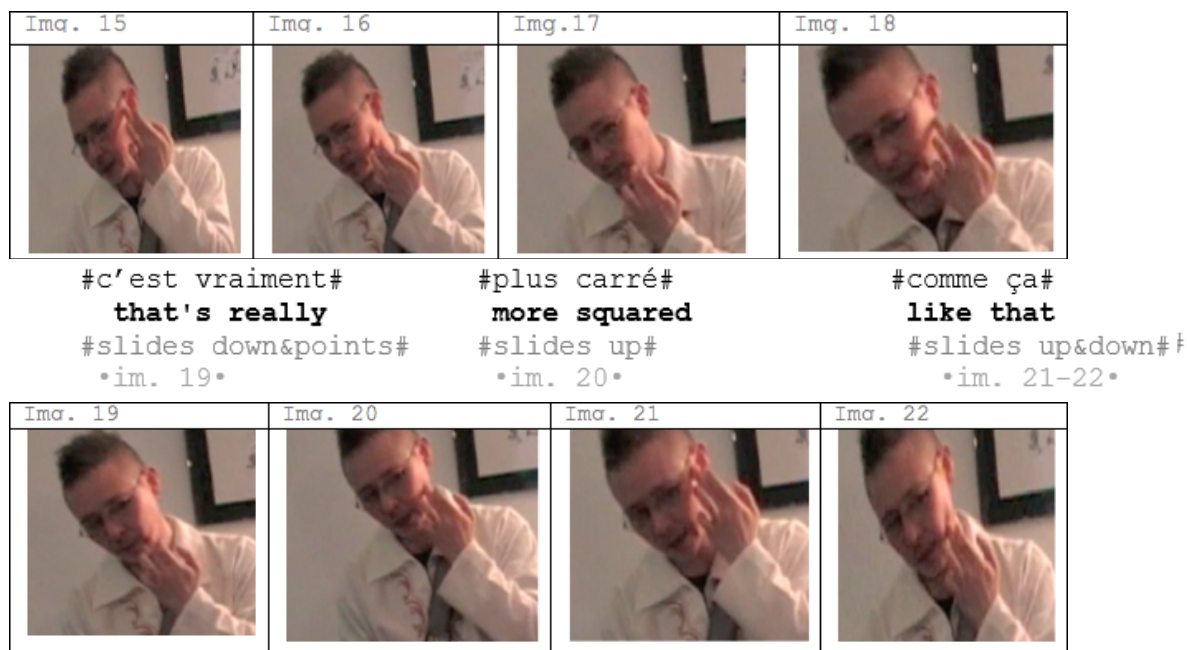 Img. 15 Img. 16 Img.17 Img. 18
#c'est vraiment# #plus carré# #comme ça#
that's really more squared like that
#slides down&points# #slides up# #slides up&down#
•im. 19• •im. 20• •im. 21-22•
Img. 19 Img. 20 Img. 21 Img. 22